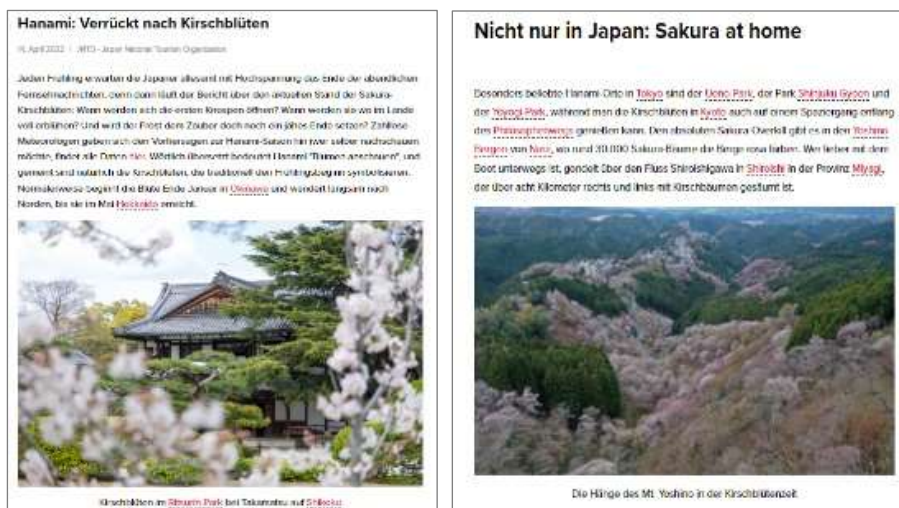 Hanami: Verrückt nach Kirschblüten
April 2022 | JNTO - Japan National Tourism Organization
Jeden Frühling erwarten die Japaner allesamt mit Hochspannung das Ende der abendlichen
Fernsehnachrichten, denn dann läuft der Bericht über den aktuellen Stand der Sakura-
Kirschblüten: Wann werden sich die ersten Knospen öffnen? Wann werden sie wo im Lande
voll erblühen? Und wird der Frost dem Zauber doch noch ein jähes Ende setzen? Zahllose
Meteorologen geben sich den Vorhersagen zur Hanami-Saison hin (wer selber nachschauen
möchte, findet alle Daten hier. Wörtlich übersetzt bedeutet Hanami "Blumen anschauen", und
gemeint sind natürlich die Kirschblüten, die traditionell den Frühlingsbeginn symbolisieren.
Normalerweise beginnt die Blüte Ende Januar in Okinawa und wandert langsam nach
Norden, bis sie im Mai Hokkaido erreicht.
Kirschblüten im Ritsurin Park bei Takamatsu auf Shikoku.
Nicht nur in Japan: Sakura at home
Besonders beliebte Hanami-Orte in Tokyo sind der Ueno Park, der Park Shinjuku Gyoen und
der Yoyogi Park, während man die Kirschblüten in Kyoto auch auf einem Spaziergang entlang
des Philosophenwegs genießen kann. Den absoluten Sakura-Overkill gibt es in den Yoshino
Bergen von Nara, wo rund 30.000 Sakura-Bäume die Berge rosa färben. Wer lieber mit dem
Boot unterwegs ist, gondelt über den Fluss Shiroishigawa in Shiroishi in der Provinz Miyagi,
der über acht Kilometer rechts und links mit Kirschbäumen gesäumt ist.
Die Hänge des Mt. Yoshino in der Kirschblütenzeit